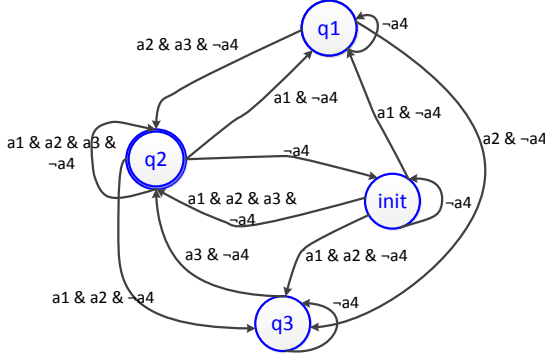 q1
¬a4
a2 & a3 & ¬a4
a1 & ¬a4
a1 & ¬a4
a2 & ¬a4
a1 & a2 & a3 &
¬a4
q2
¬a4
a1 & a2 & a3 &
¬a4
init
¬a4
a3 & ¬a4
a1 & a2 & ¬a4
a1 & a2 & ¬a4
q3
¬a4